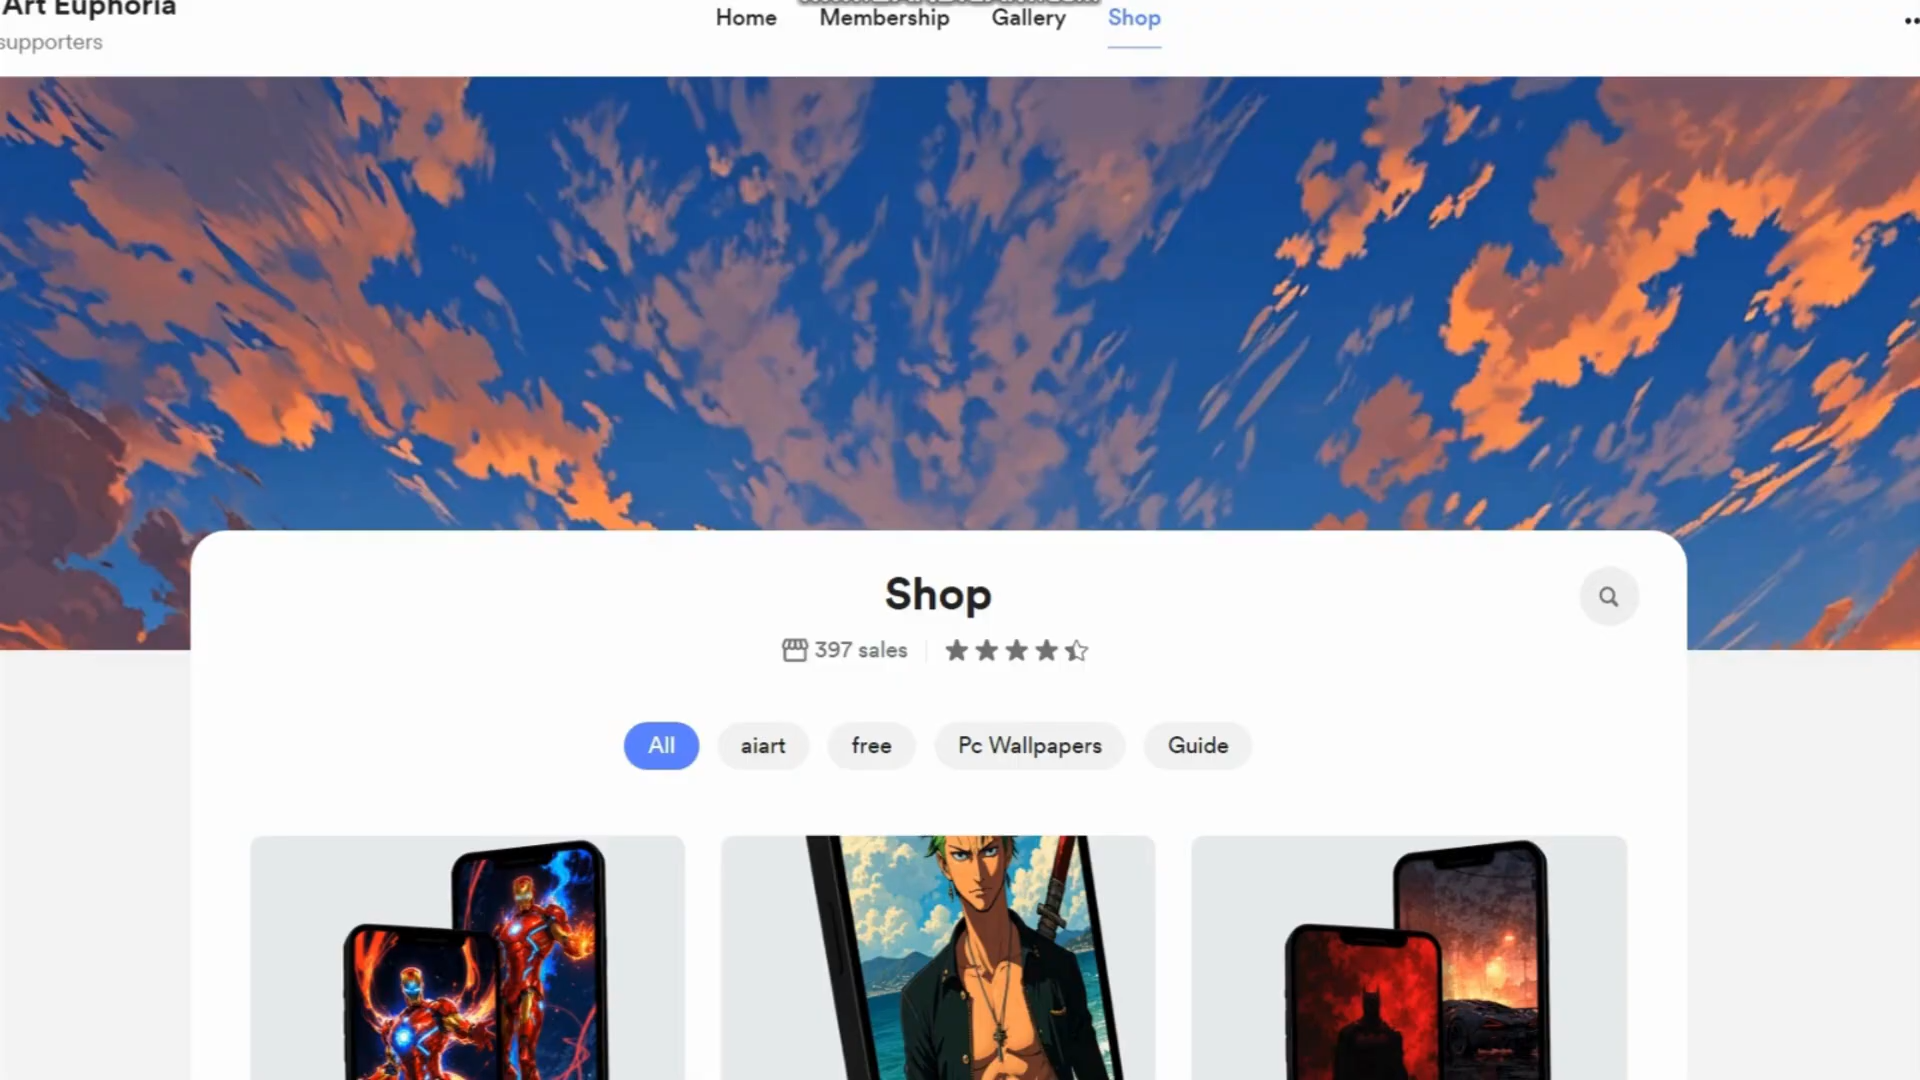 Art Euphoria
supporters
Home Membership Gallery Shop
Shop
397 sales
All aiart free Pc Wallpapers Guide